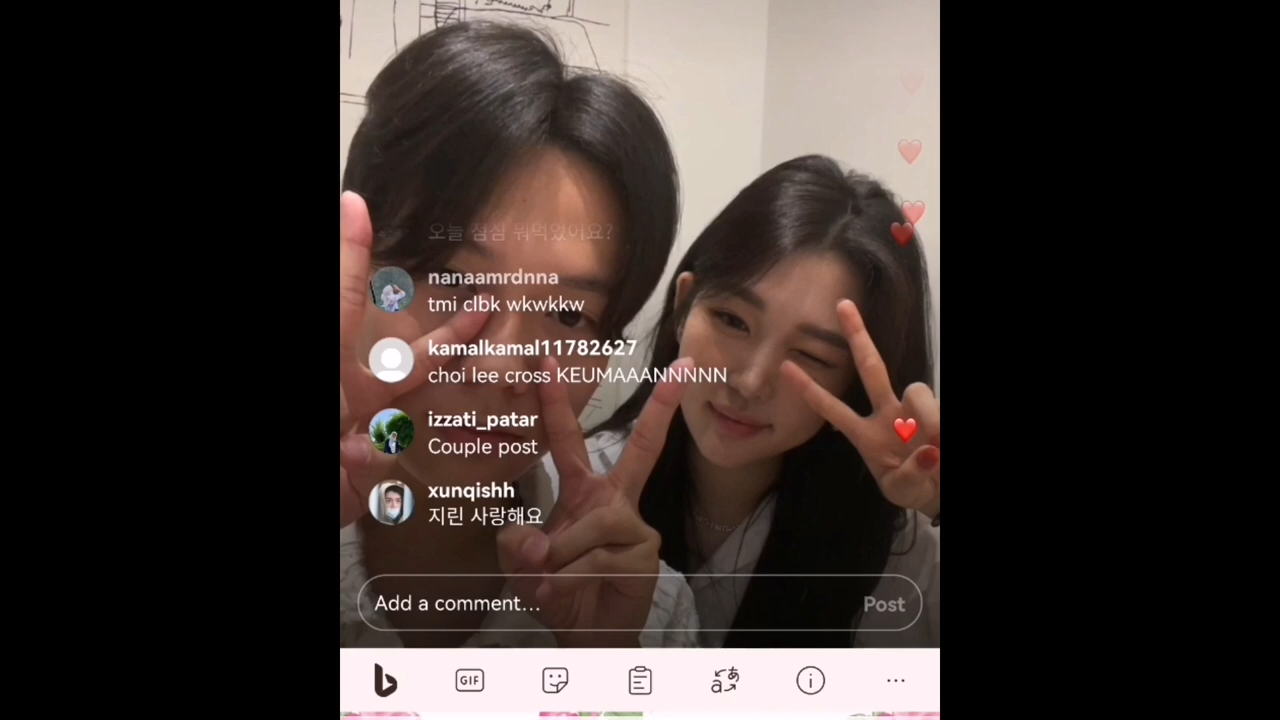 오늘 점심 뭐먹었어요?
nanaamrdnna
tmi clbk wkwkkw
kamalkamal11782627
choi lee cross KEUMAAANNNNN
izzati_patar
Couple post
xunqishh
지린 사랑해요
Add a comment…
Post
GIF